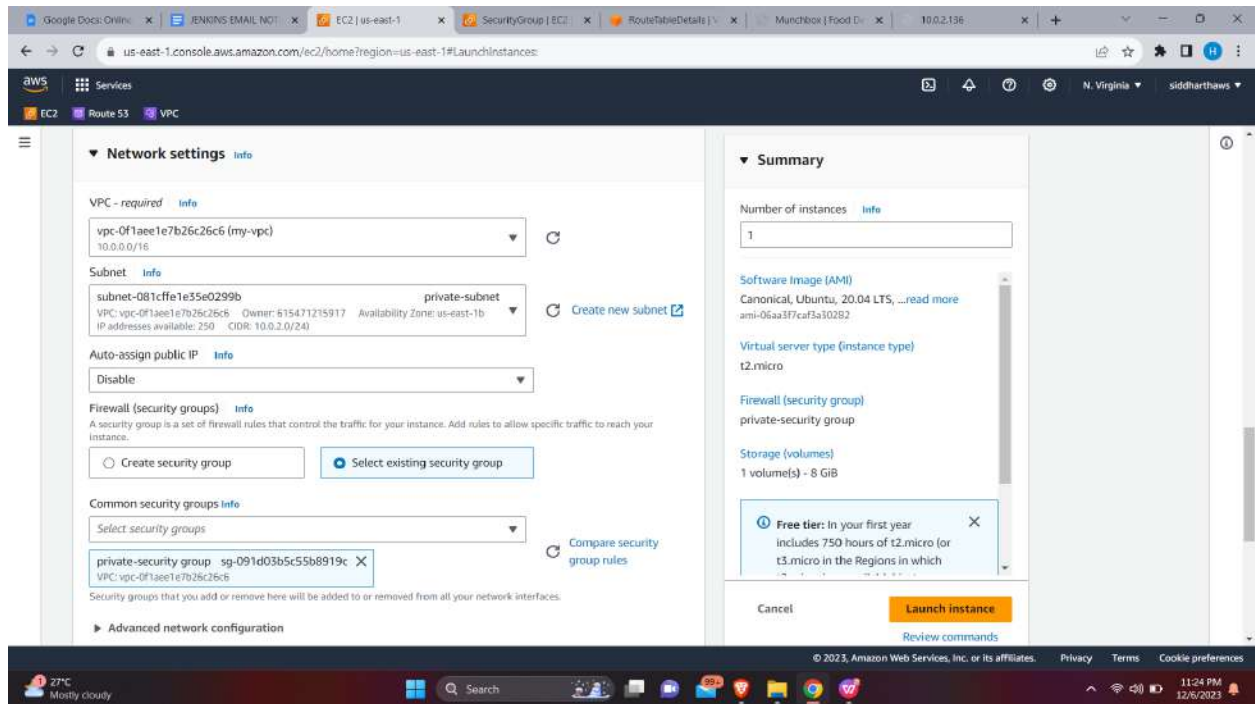 Google Docs: Online
JENKINS EMAIL NOT
EC2 | us-east-1
SecurityGroup | EC2
RouteTableDetails | V
Munchbox | Food De
10.0.2.136
us-east-1.console.aws.amazon.com/ec2/home?region=us-east-1#LaunchInstances:
H
aws
Services
N. Virginia
siddharthaws
EC2
Route 53
VPC
Network settings Info
VPC - required Info
vpc-0f1aee1e7b26c26c6 (my-vpc)
10.0.0.0/16
Subnet Info
subnet-081cffe1e35e0299b private-subnet
VPC: vpc-0f1aee1e7b26c26c6 Owner: 615471215917 Availability Zone: us-east-1b
IP addresses available: 250 CIDR: 10.0.2.0/24)
Create new subnet
Auto-assign public IP Info
Disable
Firewall (security groups) Info
A security group is a set of firewall rules that control the traffic for your instance. Add rules to allow specific traffic to reach your
instance.
Create security group
Select existing security group
Common security groups Info
Select security groups
private-security group sg-091d03b5c55b8919c
VPC: vpc-0f1aee1e7b26c26c6
Compare security
group rules
Security groups that you add or remove here will be added to or removed from all your network interfaces.
Advanced network configuration
Summary
Number of instances Info
1
Software Image (AMI)
Canonical, Ubuntu, 20.04 LTS, ...read more
ami-06aa3f7caf3a30282
Virtual server type (instance type)
t2.micro
Firewall (security group)
private-security group
Storage (volumes)
1 volume(s) - 8 GiB
Free tier: In your first year
includes 750 hours of t2.micro (or
t3.micro in the Regions in which
Cancel
Launch instance
Review commands
© 2023, Amazon Web Services, Inc. or its affiliates.
Privacy
Terms
Cookie preferences
1
27°C
Mostly cloudy
Search
99+
11:24 PM
12/6/2023